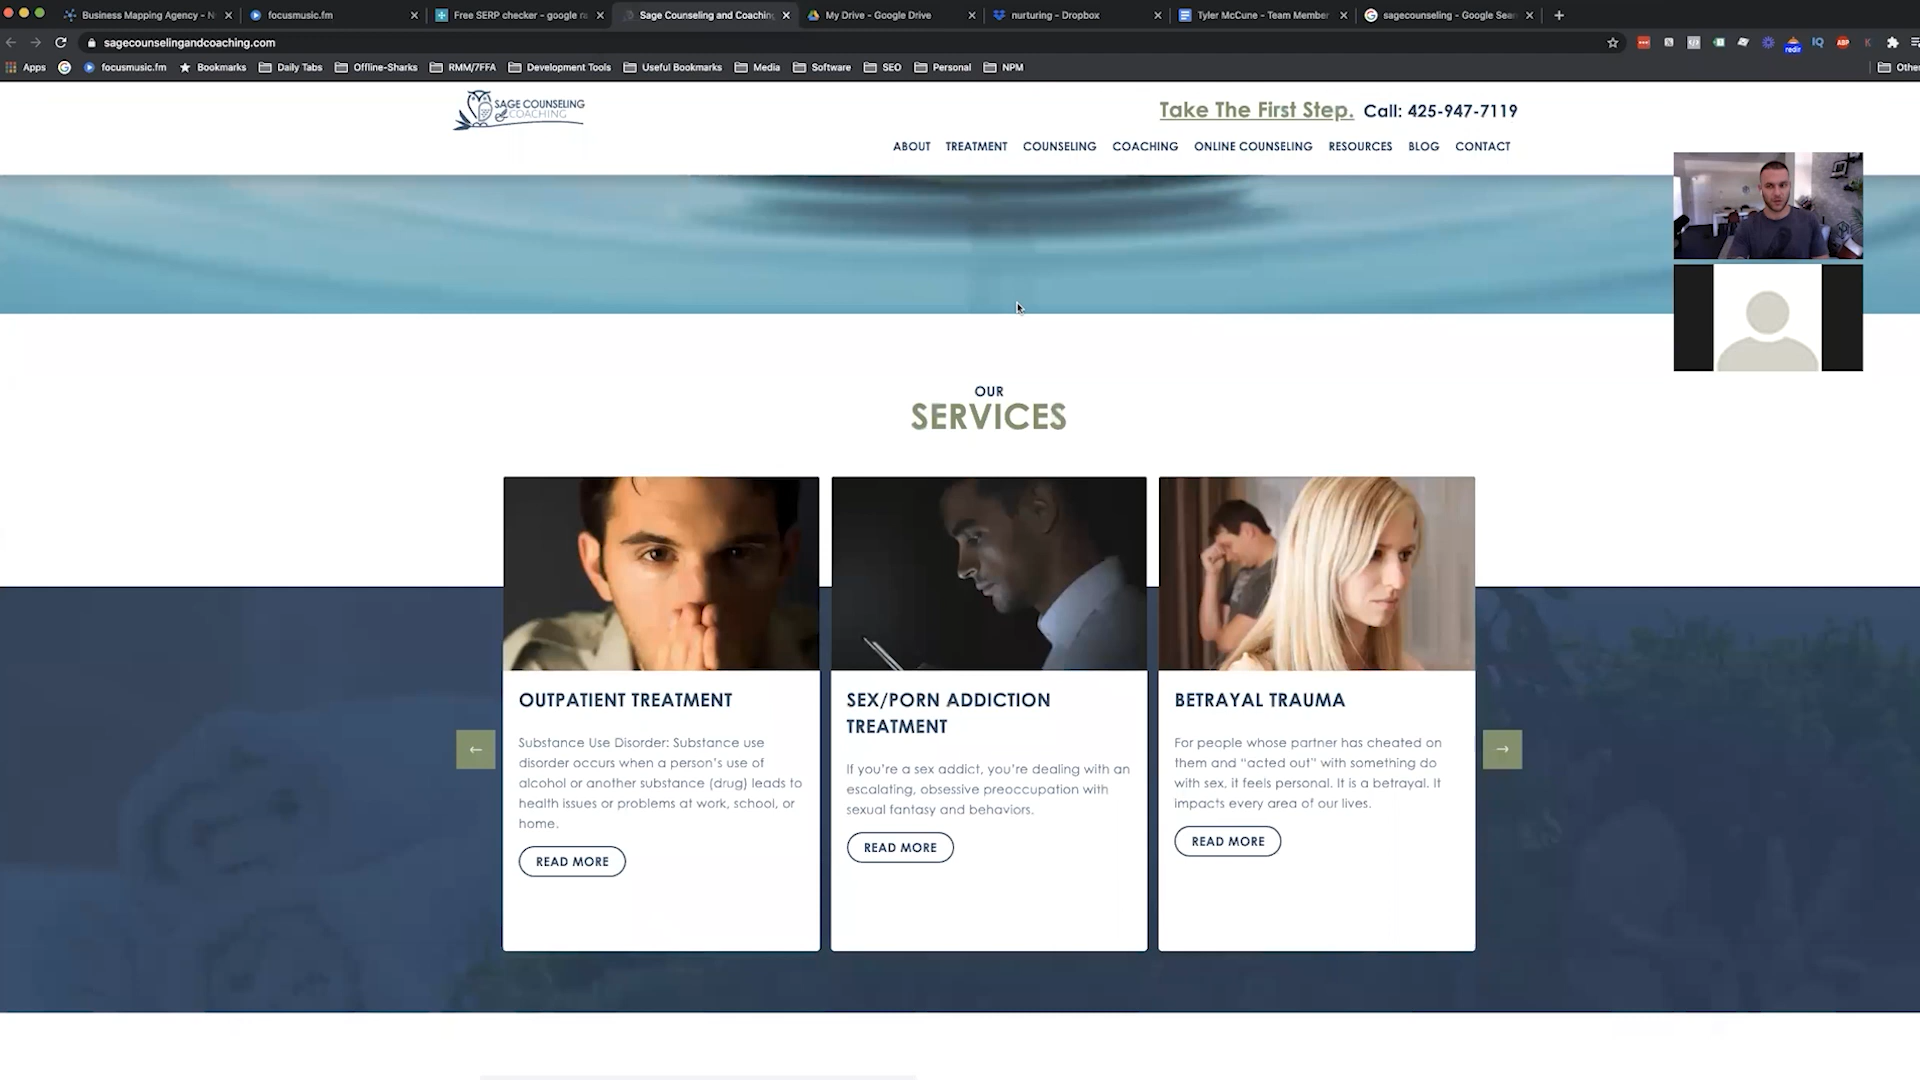 Business Mapping Agency - N
focusmusic.fm
Free SERP checker - google ra
Sage Counseling and Coaching
My Drive - Google Drive
nurturing - Dropbox
Tyler McCune - Team Member
sagecounseling - Google Sear
sagecounselingandcoaching.com
redir
IQ
ABP
Apps
focusmusic.fm
Bookmarks
Daily Tabs
Offline-Sharks
RMM/7FFA
Development Tools
Useful Bookmarks
Media
Software
SEO
Personal
NPM
Other
SAGE COUNSELING
& COACHING
Take The First Step. Call: 425-947-7119
ABOUT TREATMENT COUNSELING COACHING ONLINE COUNSELING RESOURCES BLOG CONTACT
OUR
SERVICES
OUTPATIENT TREATMENT
Substance Use Disorder: Substance use
disorder occurs when a person's use of
alcohol or another substance (drug) leads to
health issues or problems at work, school, or
home.
READ MORE
SEX/PORN ADDICTION
TREATMENT
If you're a sex addict, you're dealing with an
escalating, obsessive preoccupation with
sexual fantasy and behaviors.
READ MORE
BETRAYAL TRAUMA
For people whose partner has cheated on
them and “acted out” with something do
with sex, it feels personal. It is a betrayal. It
impacts every area of our lives.
READ MORE